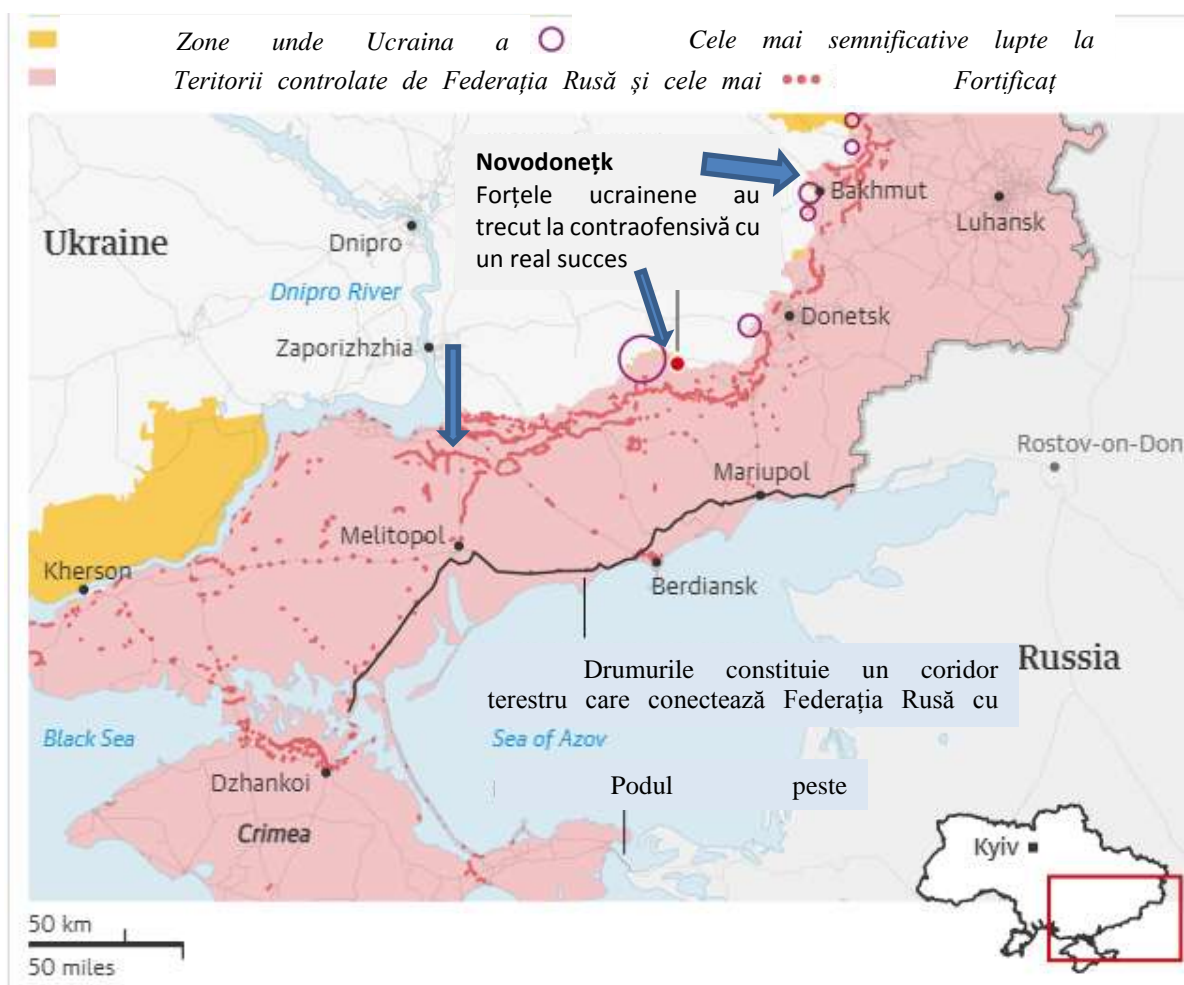 Zone unde Ucraina a
Cele mai semnificative lupte la
Teritorii controlate de Federația Rusă și cele mai
Fortificaț
Novodonețk
Forțele ucrainene au
trecut la contraofensivă cu
un real succes
Bakhmut
Luhansk
Ukraine
Dnipro
Dnipro River
Donetsk
Zaporizhzhia
Rostov-on-Don
Mariupol
Melitopol
Kherson
Berdiansk
Drumurile constituie un coridor
terestru care conectează Federația Rusă cu
Russia
Black Sea
Sea of Azov
Dzhankoi
Podul peste
Crimea
Kyiv
50 km
50 miles